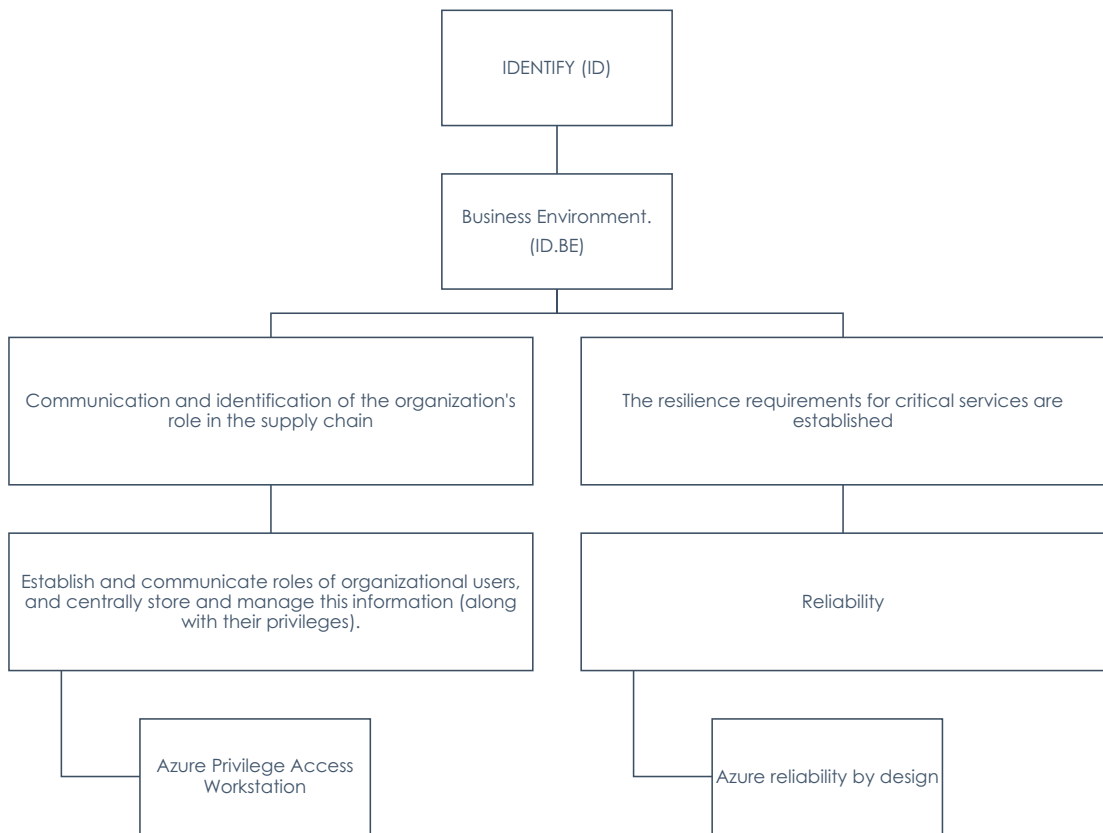 IDENTIFY (ID)
Business Environment.
(ID.BE)
Communication and identification of the organization's
role in the supply chain
The resilience requirements for critical services are
established
Establish and communicate roles of organizational users,
and centrally store and manage this information (along
with their privileges).
Reliability
Azure Privilege Access
Workstation
Azure reliability by design